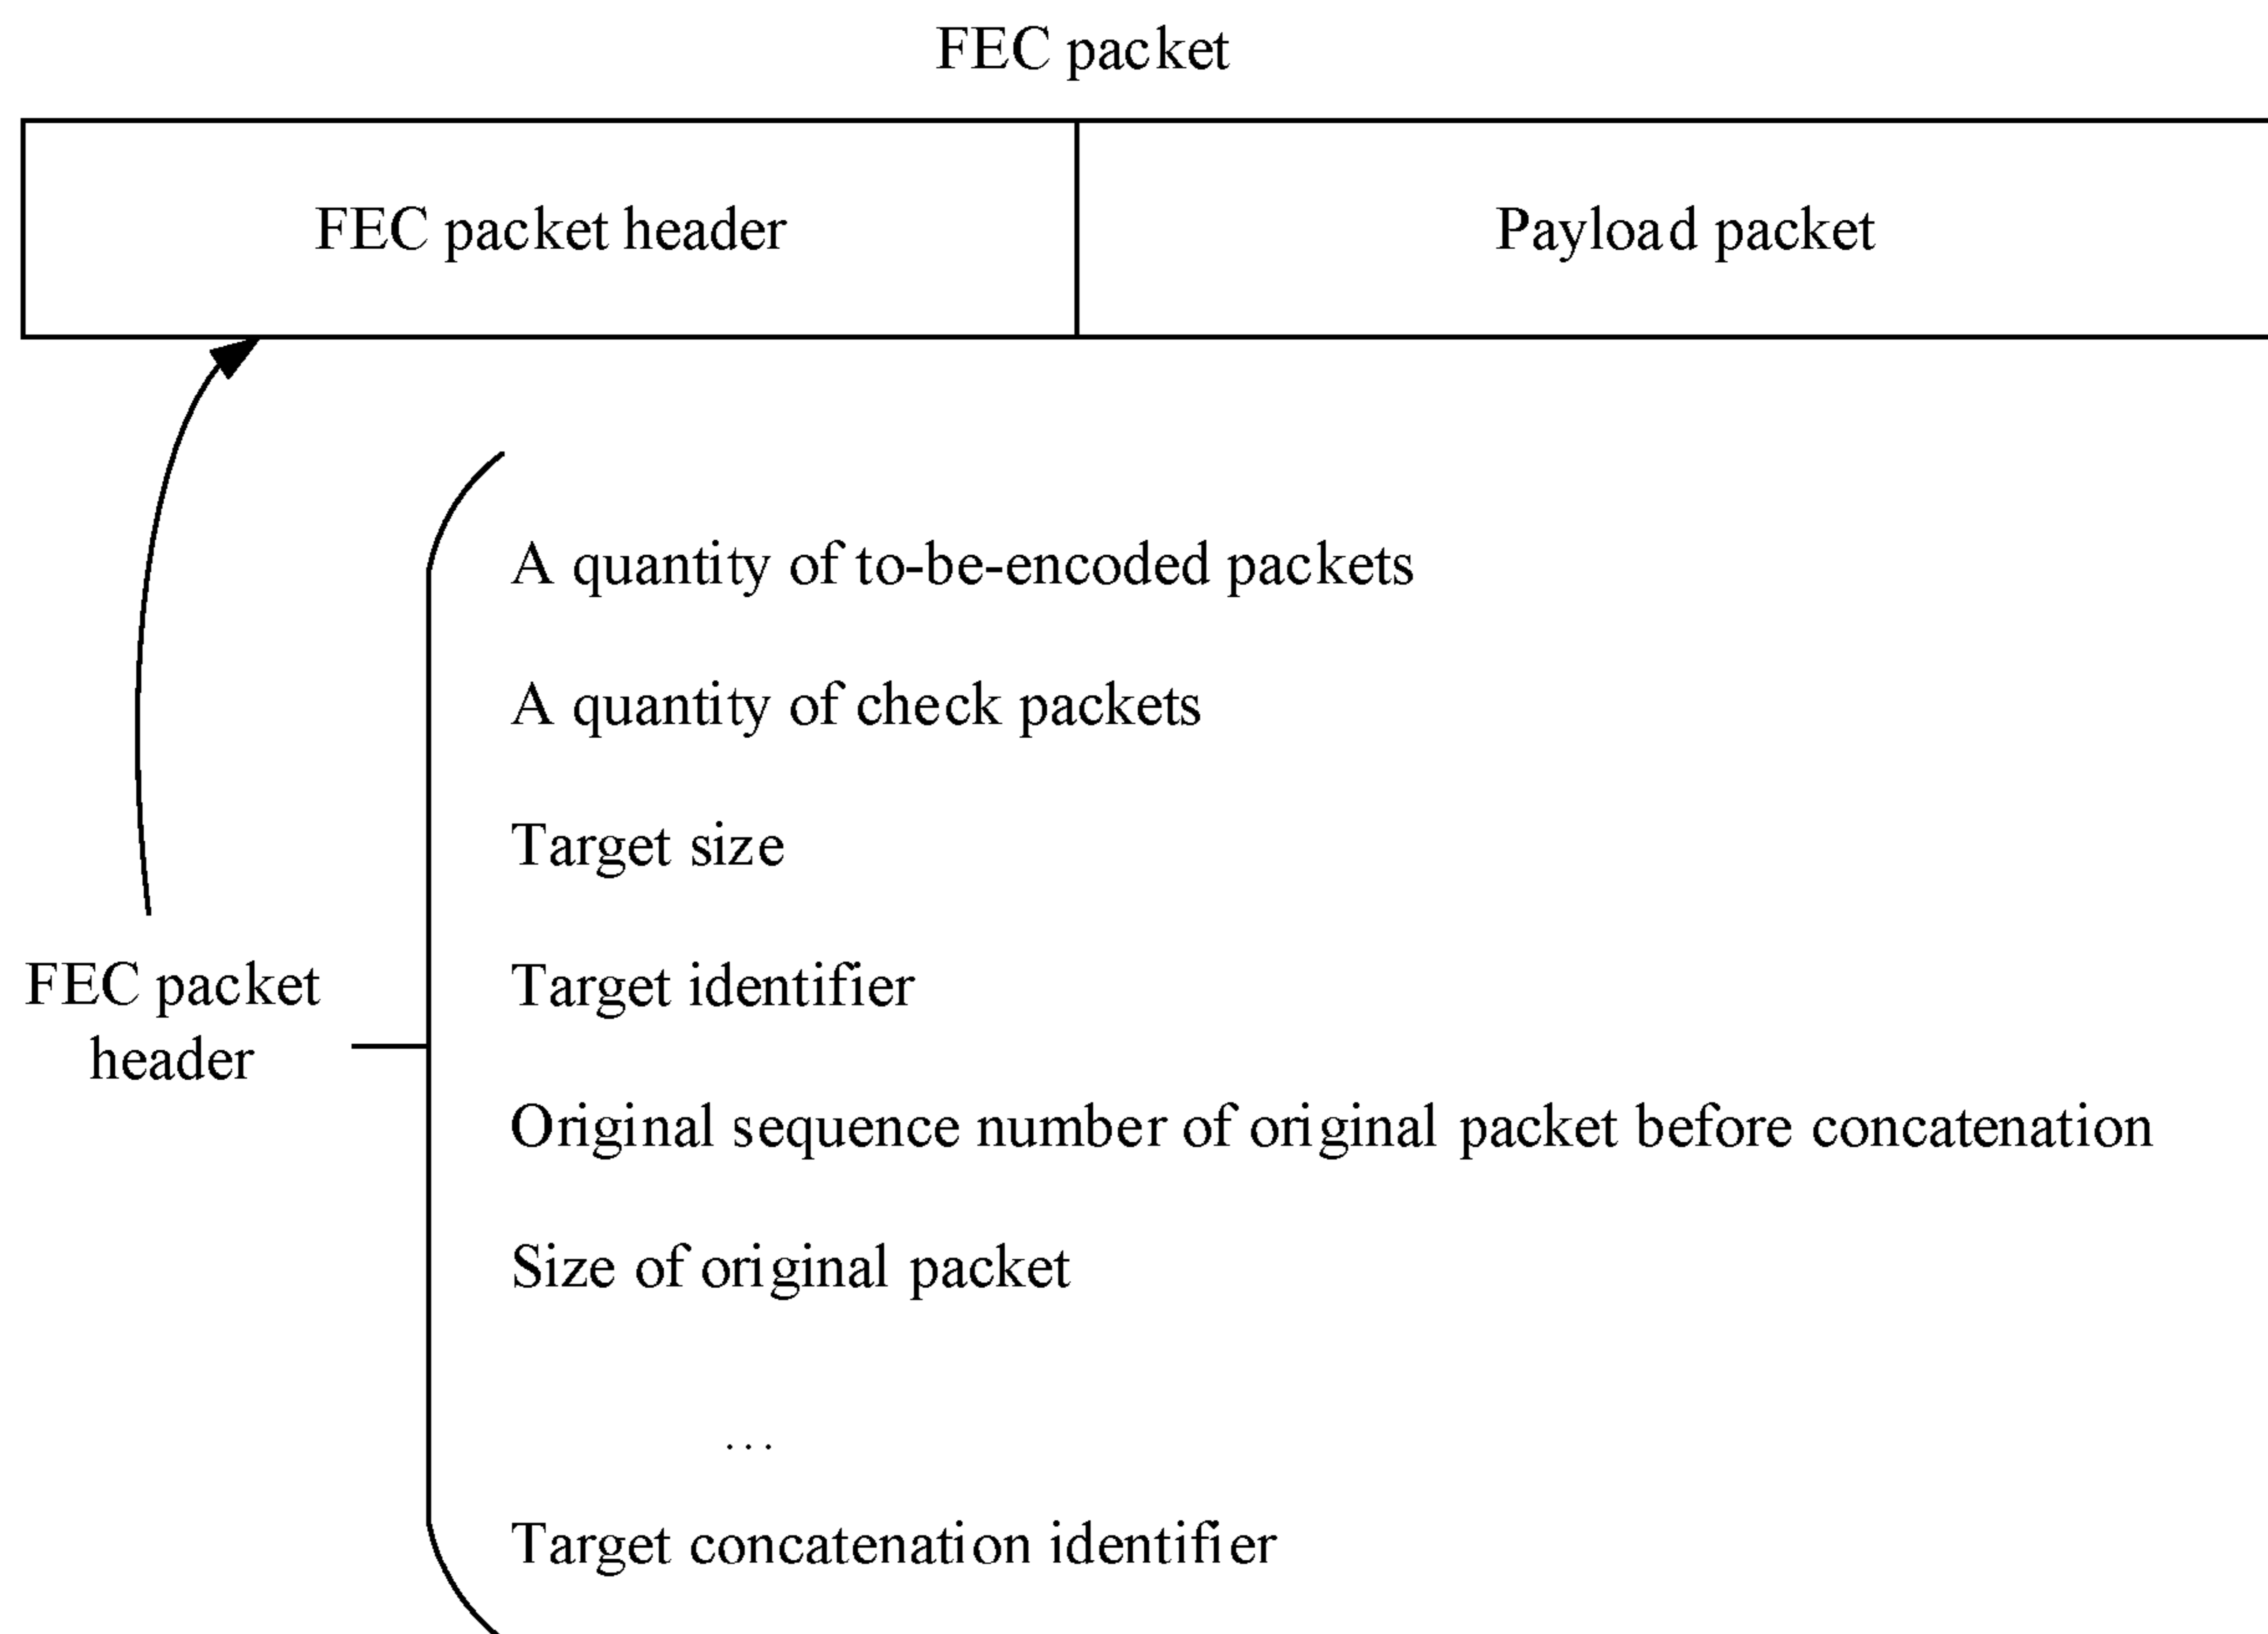 FEC packet
FEC packet header
Payload packet
A quantity of to-be-encoded packets
A quantity of check packets
Target size
Target identifier
FEC packet
header
Original sequence number of original packet before concatenation
Size of original packet
...
Target concatenation identifier